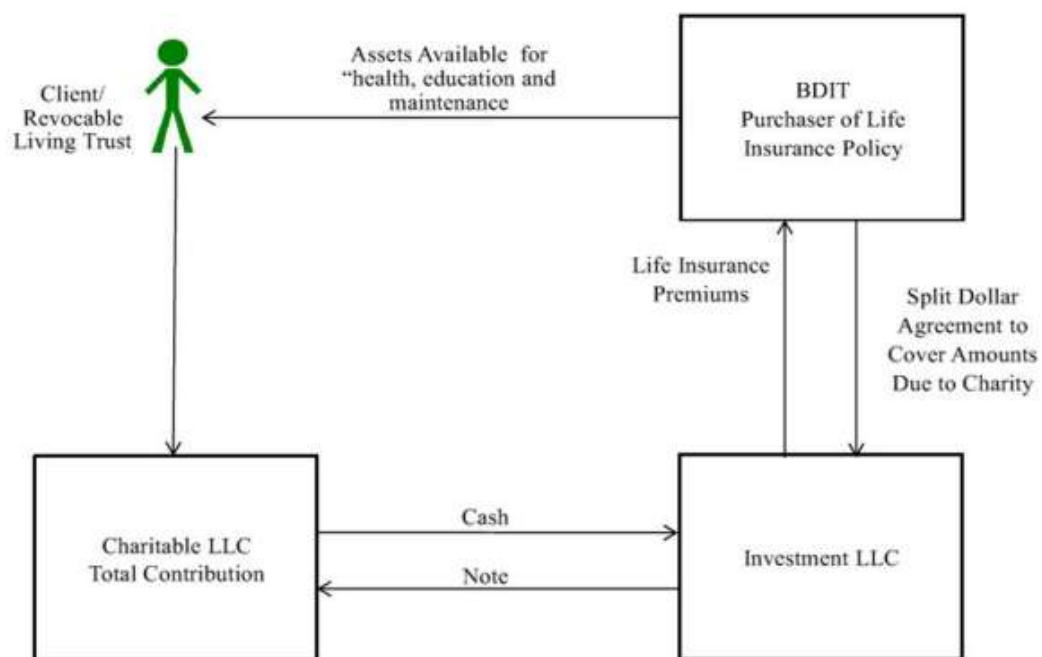 Client/
Revocable
Living Trust
Assets Available for
“health, education and
maintenance
BDIT
Purchaser of Life
Insurance Policy
Life Insurance
Premiums
Split Dollar
Agreement to
Cover Amounts
Due to Charity
Charitable LLC
Total Contribution
Cash
Note
Investment LLC